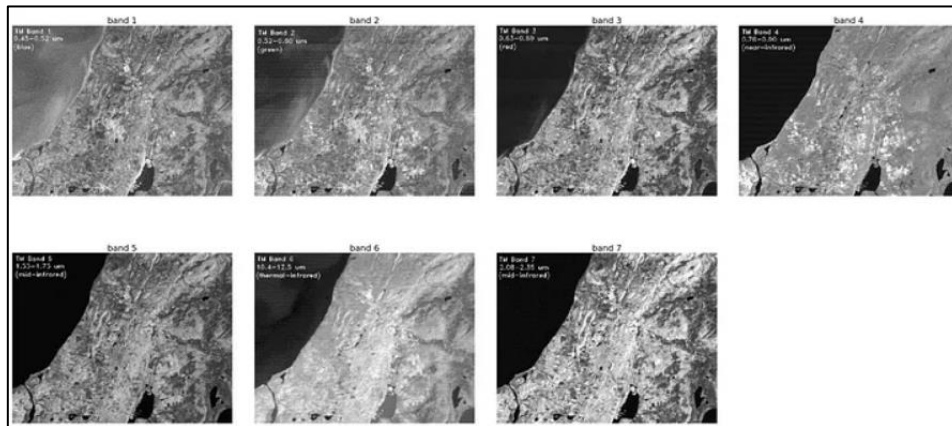 band 1
band 2
band 3
band 4
TM Band 1
0.45-0.52 um
(blue)
TM Band 2
0.52-0.60 um
(green)
TM Band 3
0.63-0.69 um
(red)
TM Band 4
0.76-0.90 um
(near-infrared)
band 5
band 6
band 7
TM Band 5
1.55-1.75 um
(mid-infrared)
TM Band 6
10.4-12.5 um
(thermal-infrared)
TM Band 7
2.08-2.35 um
(mid-infrared)